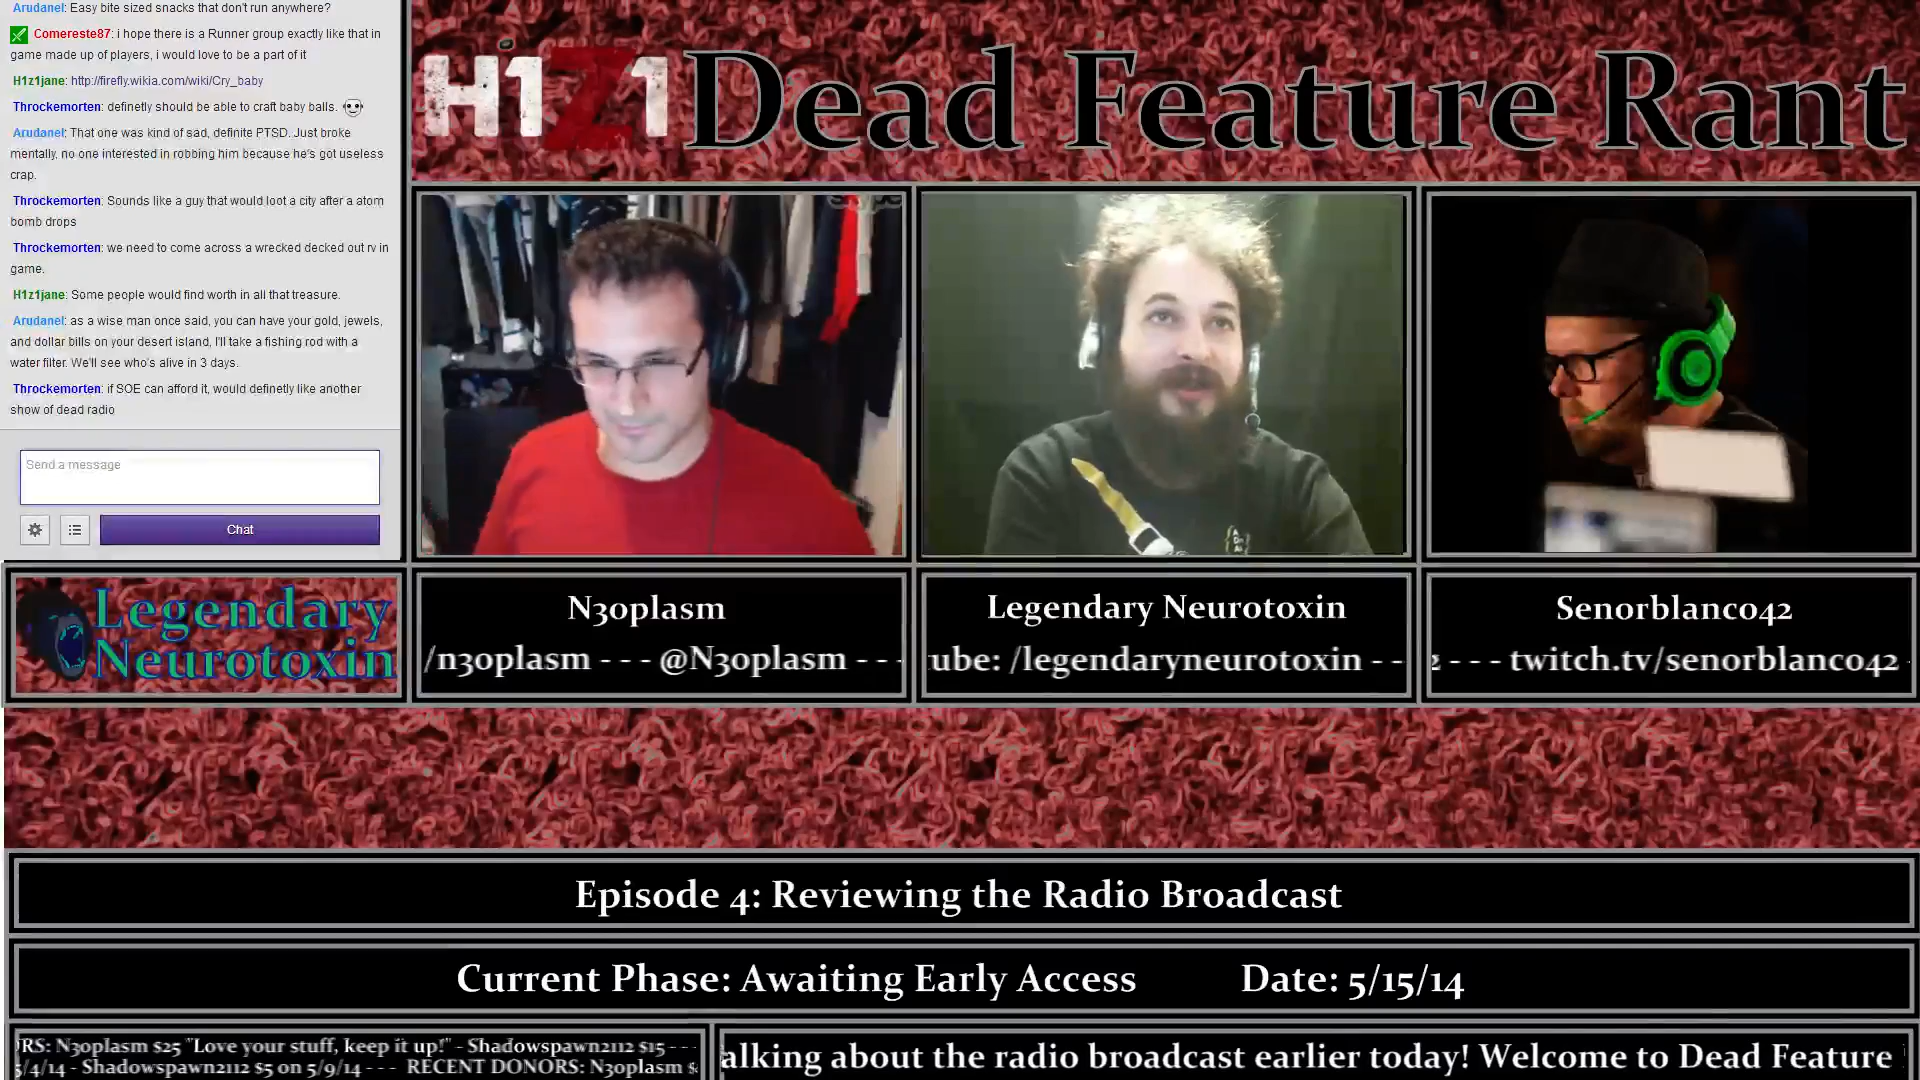 Arudanel: Easy bite sized snacks that don't run anywhere?
Comereste87: i hope there is a Runner group exactly like that in
game made up of players, i would love to be a part of it
H1z1jane: http://firefly.wikia.com/wiki/Cry_baby
Throckemorten: definetly should be able to craft baby balls.
Arudanel: That one was kind of sad, definite PTSD. Just broke
mentally, no one interested in robbing him because he's got useless
crap.
Throckemorten: Sounds like a guy that would loot a city after a atom
bomb drops
Throckemorten: we need to come across a wrecked decked out rv in
game.
H1z1jane: Some people would find worth in all that treasure.
Arudanel: as a wise man once said, you can have your gold, jewels,
and dollar bills on your desert island, I'll take a fishing rod with a
water filter. We'll see who's alive in 3 days.
Throckemorten: if SOE can afford it, would definetly like another
show of dead radio
Send a message
Chat
H1Z1 Dead Feature Rant
Legendary
Neurotoxin
N3oplasm
/n3oplasm - - - @N3oplasm - - -
Legendary Neurotoxin
ube: /legendaryneurotoxin - -
Senorblanco42
2 - - - twitch.tv/senorblanco42 -
Episode 4: Reviewing the Radio Broadcast
Current Phase: Awaiting Early Access Date: 5/15/14
RS: N3oplasm $25 "Love your stuff, keep it up!" - Shadowspawn2112 $15 - - -
5/4/14 - Shadowspawn2112 $5 on 5/9/14 - - - RECENT DONORS: N3oplasm $
alking about the radio broadcast earlier today! Welcome to Dead Feature